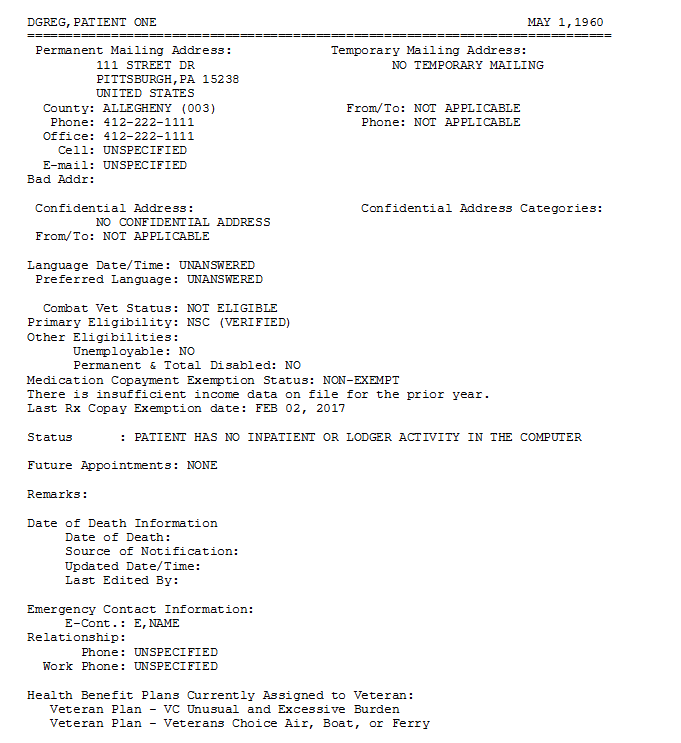 DGREG,PATIENT ONE MAY 1,1960
==============================================================================
Permanent Mailing Address: Temporary Mailing Address:
111 STREET DR NO TEMPORARY MAILING
PITTSBURGH,PA 15238
UNITED STATES
County: ALLEGHENY (003) From/To: NOT APPLICABLE
Phone: 412-222-1111 Phone: NOT APPLICABLE
Office: 412-222-1111
Cell: UNSPECIFIED
E-mail: UNSPECIFIED
Bad Addr:
Confidential Address: Confidential Address Categories:
NO CONFIDENTIAL ADDRESS
From/To: NOT APPLICABLE
Language Date/Time: UNANSWERED
Preferred Language: UNANSWERED
Combat Vet Status: NOT ELIGIBLE
Primary Eligibility: NSC (VERIFIED)
Other Eligibilities:
Unemployable: NO
Permanent & Total Disabled: NO
Medication Copayment Exemption Status: NON-EXEMPT
There is insufficient income data on file for the prior year.
Last Rx Copay Exemption date: FEB 02, 2017
Status : PATIENT HAS NO INPATIENT OR LODGER ACTIVITY IN THE COMPUTER
Future Appointments: NONE
Remarks:
Date of Death Information
Date of Death:
Source of Notification:
Updated Date/Time:
Last Edited By:
Emergency Contact Information:
E-Cont.: E,NAME
Relationship:
Phone: UNSPECIFIED
Work Phone: UNSPECIFIED
Health Benefit Plans Currently Assigned to Veteran:
Veteran Plan - VC Unusual and Excessive Burden
Veteran Plan - Veterans Choice Air, Boat, or Ferry